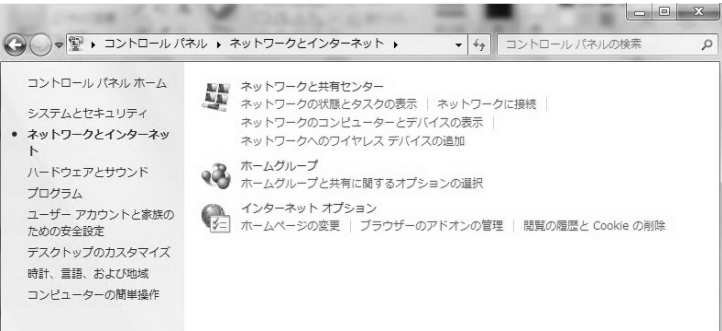 コントロール パネル ▸ ネットワークとインターネット ▸
コントロール パネルの検索
コントロール パネル ホーム
システムとセキュリティ
ネットワークとインターネッ
ト
ハードウェアとサウンド
プログラム
ユーザー アカウントと家族の
ための安全設定
デスクトップのカスタマイズ
時計、言語、および地域
コンピューターの簡単操作
ネットワークと共有センター
ネットワークの状態とタスクの表示 | ネットワークに接続 |
ネットワークのコンピューターとデバイスの表示 |
ネットワークへのワイヤレス デバイスの追加
ホームグループ
ホームグループと共有に関するオプションの選択
インターネット オプション
ホームページの変更 | ブラウザーのアドオンの管理 | 閲覧の履歴と Cookie の削除